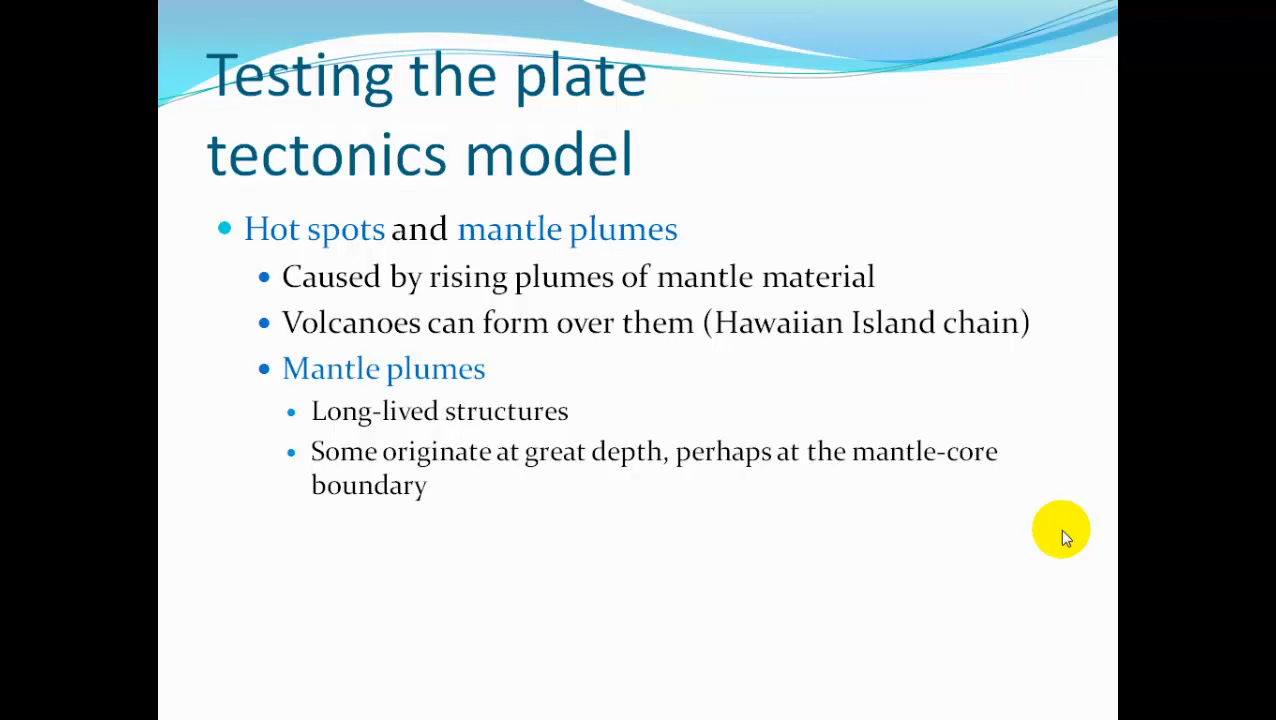 Testing the plate
tectonics model
• Hot spots and mantle plumes
• Caused by rising plumes of mantle material
• Volcanoes can form over them (Hawaiian Island chain)
• Mantle plumes
• Long-lived structures
• Some originate at great depth, perhaps at the mantle-core
boundary